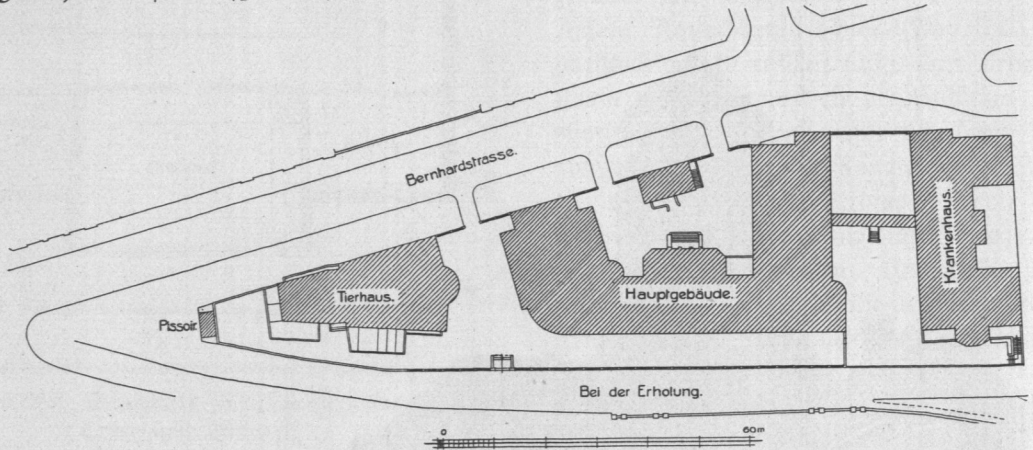 Bernhardstrasse.
Tierhaus.
Hauptgebäude.
Krankenhaus.
Pissoir.
Bei der Erholung.
0 60m